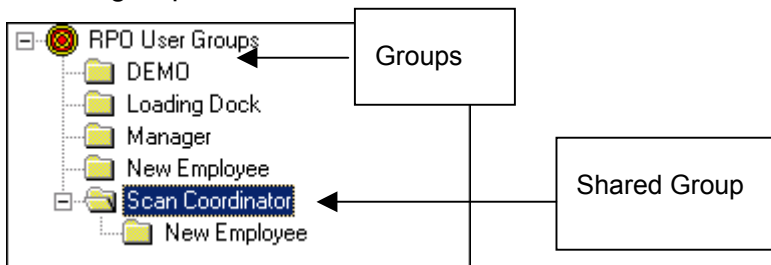 RPO User Groups
Groups
DEMO
Loading Dock
Manager
New Employee
Scan Coordinator
Shared Group
New Employee